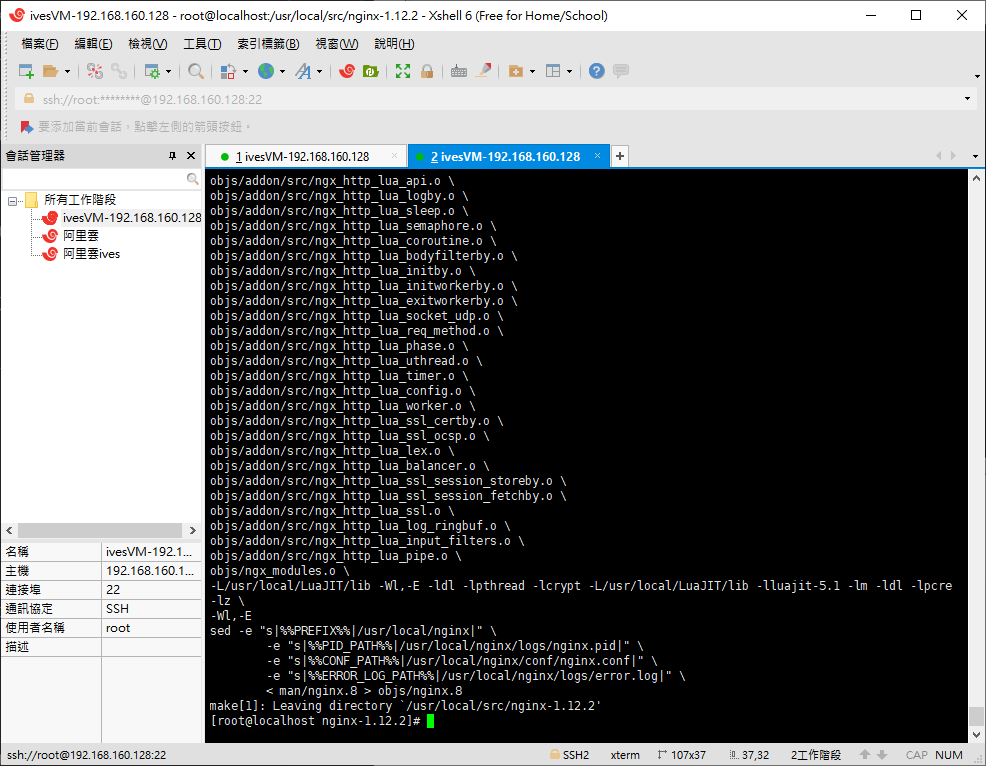 ivesVM-192.168.160.128 - root@localhost:/usr/local/src/nginx-1.12.2 - Xshell 6 (Free for Home/School)
檔案(F) 編輯(E) 檢視(V) 工具(T) 索引標籤(B) 視窗(W) 說明(H)
ssh://root:********@192.168.160.128:22
要添加當前會話，點擊左側的箭頭按鈕。
會話管理器
所有工作階段
ivesVM-192.168.160.128
阿里雲
阿里雲ives
名稱 ivesVM-192.1...
主機 192.168.160.1...
連接埠 22
通訊協定 SSH
使用者名稱 root
描述
1 ivesVM-192.168.160.128
2 ivesVM-192.168.160.128
objs/addon/src/ngx_http_lua_api.o \
objs/addon/src/ngx_http_lua_logby.o \
objs/addon/src/ngx_http_lua_sleep.o \
objs/addon/src/ngx_http_lua_semaphore.o \
objs/addon/src/ngx_http_lua_coroutine.o \
objs/addon/src/ngx_http_lua_bodyfilterby.o \
objs/addon/src/ngx_http_lua_initby.o \
objs/addon/src/ngx_http_lua_initworkerby.o \
objs/addon/src/ngx_http_lua_exitworkerby.o \
objs/addon/src/ngx_http_lua_socket_udp.o \
objs/addon/src/ngx_http_lua_req_method.o \
objs/addon/src/ngx_http_lua_phase.o \
objs/addon/src/ngx_http_lua_uthread.o \
objs/addon/src/ngx_http_lua_timer.o \
objs/addon/src/ngx_http_lua_config.o \
objs/addon/src/ngx_http_lua_worker.o \
objs/addon/src/ngx_http_lua_ssl_certby.o \
objs/addon/src/ngx_http_lua_ssl_ocsp.o \
objs/addon/src/ngx_http_lua_lex.o \
objs/addon/src/ngx_http_lua_balancer.o \
objs/addon/src/ngx_http_lua_ssl_session_storeby.o \
objs/addon/src/ngx_http_lua_ssl_session_fetchby.o \
objs/addon/src/ngx_http_lua_ssl.o \
objs/addon/src/ngx_http_lua_log_ringbuf.o \
objs/addon/src/ngx_http_lua_input_filters.o \
objs/addon/src/ngx_http_lua_pipe.o \
objs/ngx_modules.o \
-L/usr/local/LuaJIT/lib -Wl,-E -ldl -lpthread -lcrypt -L/usr/local/LuaJIT/lib -lluajit-5.1 -lm -ldl -lpcre
-lz \
-Wl,-E
sed -e "s|%%PREFIX%%|/usr/local/nginx|" \
-e "s|%%PID_PATH%%|/usr/local/nginx/logs/nginx.pid|" \
-e "s|%%CONF_PATH%%|/usr/local/nginx/conf/nginx.conf|" \
-e "s|%%ERROR_LOG_PATH%%|/usr/local/nginx/logs/error.log|" \
< man/nginx.8 > objs/nginx.8
make[1]: Leaving directory `/usr/local/src/nginx-1.12.2'
[root@localhost nginx-1.12.2]#
ssh://root@192.168.160.128:22 SSH2 xterm 107x37 37,32 2工作階段 CAP NUM